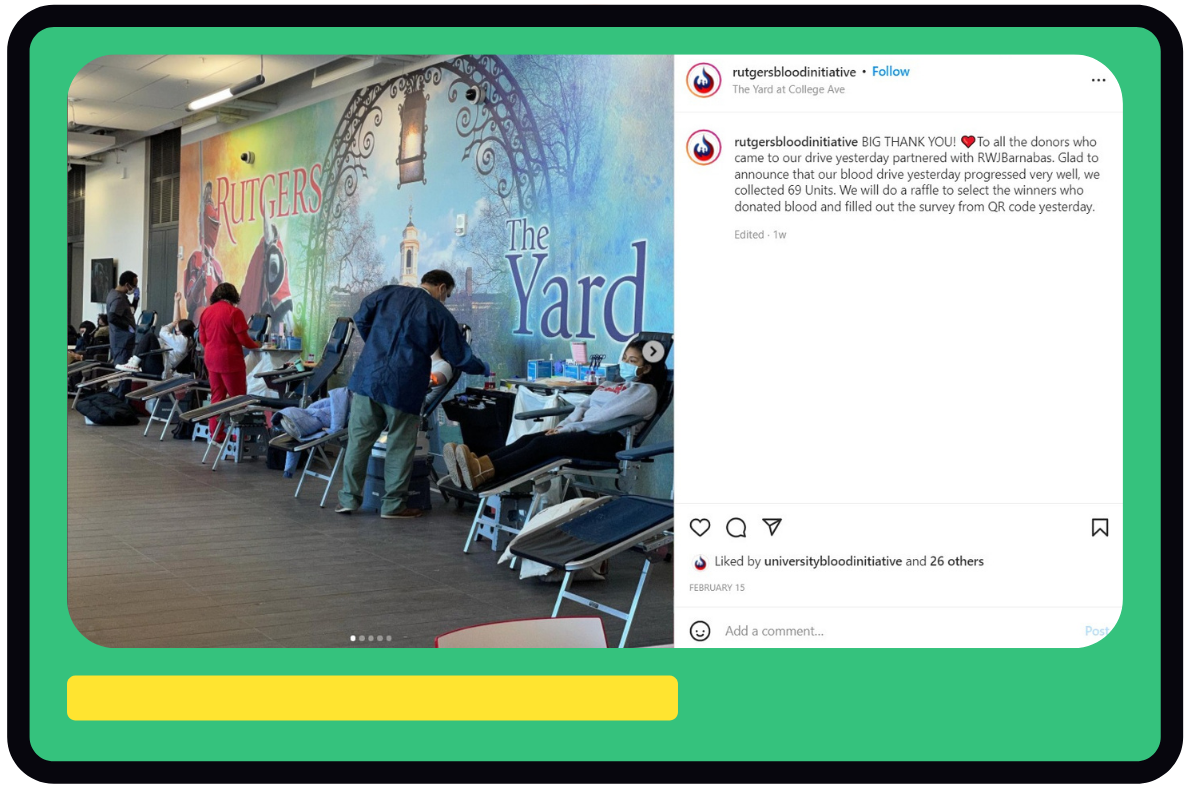 RUTGERS
The
Yard
rutgersbloodinitiative • Follow
The Yard at College Ave
rutgersbloodinitiative BIG THANK YOU! ❤️To all the donors who
came to our drive yesterday partnered with RWJBarnabas. Glad to
announce that our blood drive yesterday progressed very well, we
collected 69 Units. We will do a raffle to select the winners who
donated blood and filled out the survey from QR code yesterday.
Edited · 1w
Liked by universitybloodinitiative and 26 others
FEBRUARY 15
Add a comment...
Post